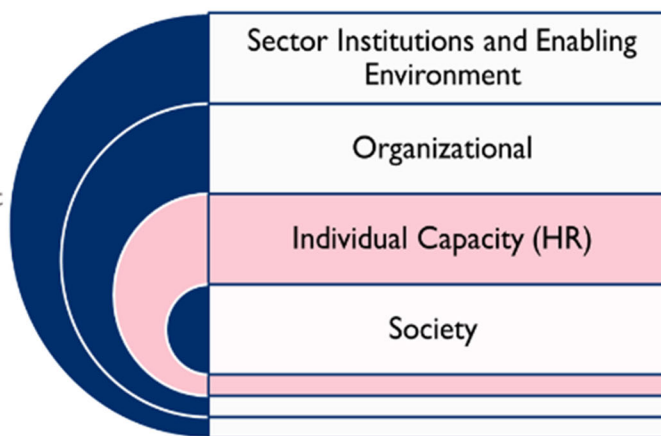 Sector Institutions and Enabling
Environment
Organizational
Individual Capacity (HR)
Society